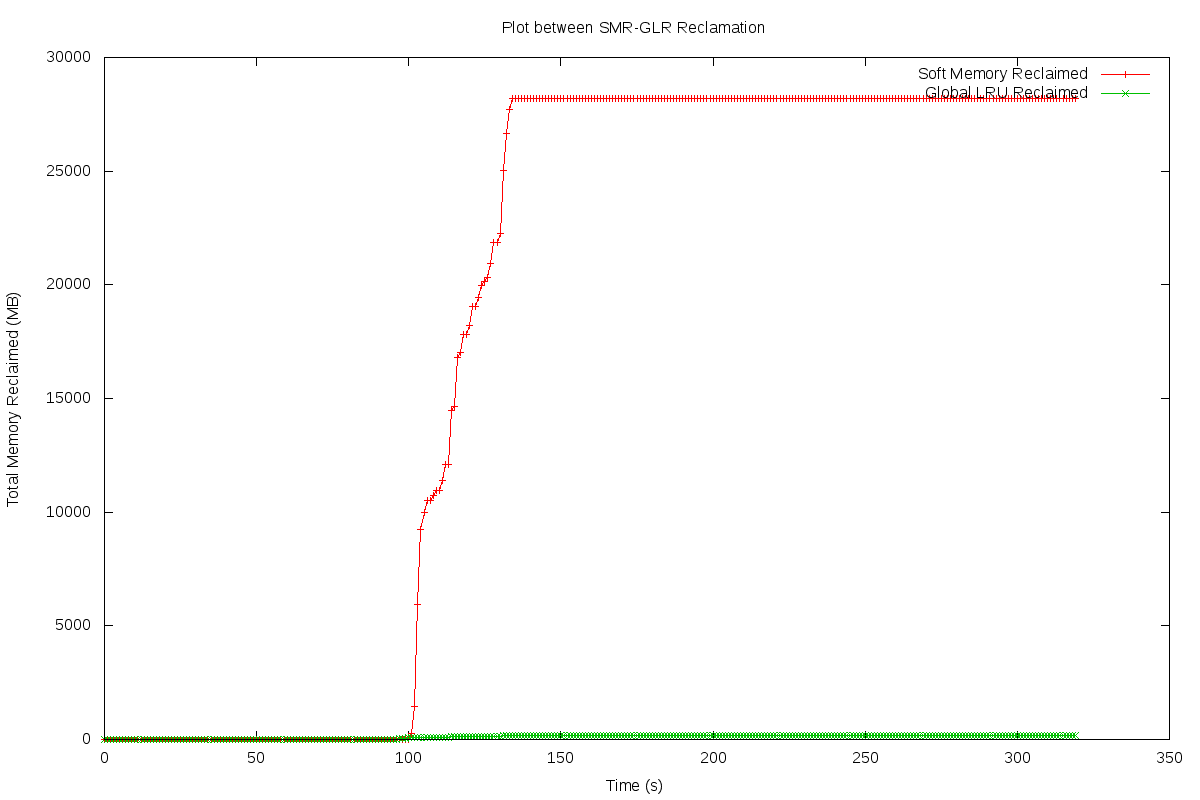 Plot between SMR-GLR Reclamation
30000
25000
20000
15000
10000
5000
0
Total Memory Reclaimed (MB)
Soft Memory Reclaimed
Global LRU Reclaimed
0 50 100 150 200 250 300 350
Time (s)